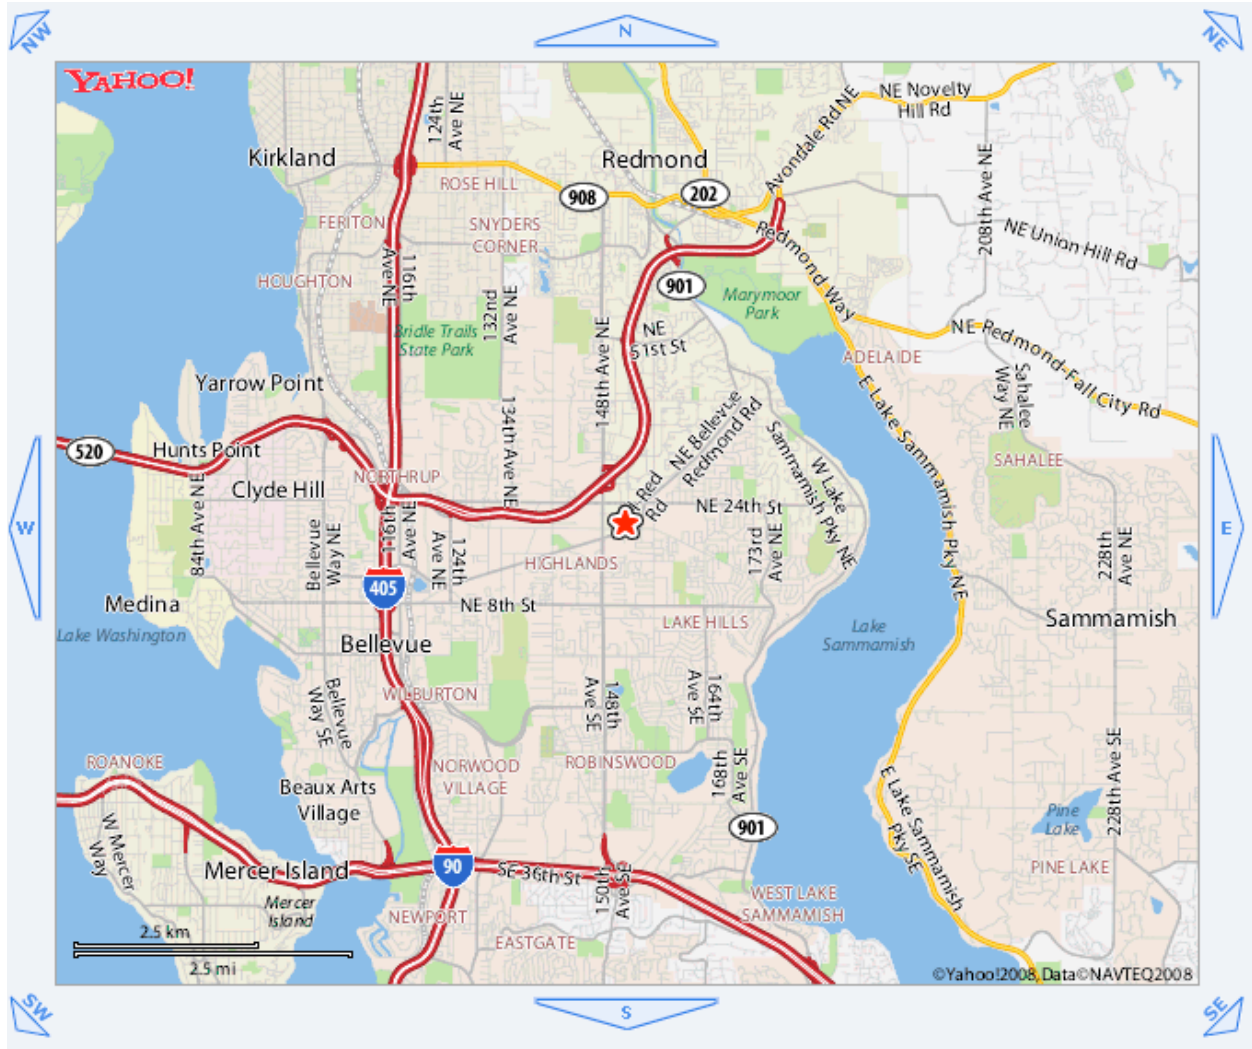 NW
N
NE
YAHOO!
124th
Ave NE
Kirkland
ROSE HILL
908
Redmond
202
Avondale Rd NE
NE Novelty
Hill Rd
208th Ave NE
NE Union Hill Rd
FERITON
SNYDERS
CORNER
HOUGHTON
116th
Ave NE
132nd
Ave NE
Bridle Trails
State Park
148th Ave NE
901
Redmond Way
Marymoor
Park
NE
51st St
ADELAIDE
NE Redmond-Fall City Rd
Sahalee
Way NE
SAHALEE
Yarrow Point
520
Hunts Point
Clyde Hill
NORTHRUP
134th Ave NE
NE Bellevue
Redmond Rd
W Lake
Sammamish Pky NE
E Lake Sammamish Pky NE
84th Ave NE
Bellevue
Way NE
Ave NE
124th
Ave NE
l Red
Rd
NE 24th St
HIGHLANDS
173rd
Ave NE
228th
Ave NE
W
E
405
Medina
Lake Washington
NE 8th St
LAKE HILLS
Lake
Sammamish
Sammamish
Bellevue
WILBURTON
Bellevue
Way SE
148th
Ave SE
164th
Ave SE
ROANOKE
NORWOOD
VILLAGE
ROBINSWOOD
168th
Ave SE
Beaux Arts
Village
901
E Lake Sammamish
Pky SE
Pine
Lake
228th Ave SE
PINE LAKE
W Mercer
Way
Mercer Island
90
SE 36th St
150th
Ave SE
WEST LAKE
SAMMAMISH
Mercer
Island
NEWPORT
EASTGATE
2.5 km
2.5 mi
©Yahoo!2008,Data©NAVTEQ2008
SW
S
SE